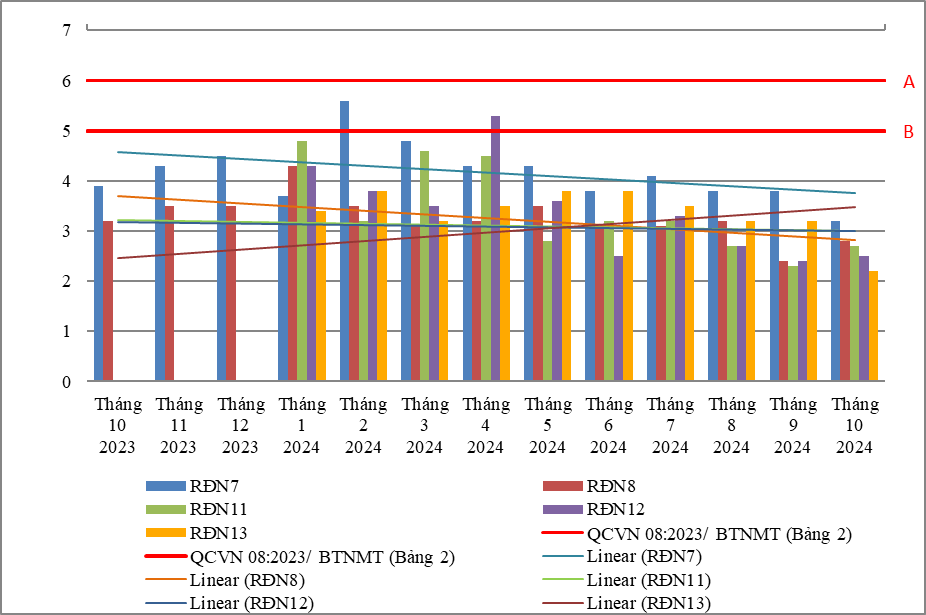 7
6
A
5
B
4
3
2
1
0
Tháng 10 2023
Tháng 11 2023
Tháng 12 2023
Tháng 1 2024
Tháng 2 2024
Tháng 3 2024
Tháng 4 2024
Tháng 5 2024
Tháng 6 2024
Tháng 7 2024
Tháng 8 2024
Tháng 9 2024
Tháng 10 2024
RĐN7
RĐN8
RĐN11
RĐN12
RĐN13
QCVN 08:2023/ BTNMT (Bảng 2)
QCVN 08:2023/ BTNMT (Bảng 2)
Linear (RĐN7)
Linear (RĐN8)
Linear (RĐN11)
Linear (RĐN12)
Linear (RĐN13)